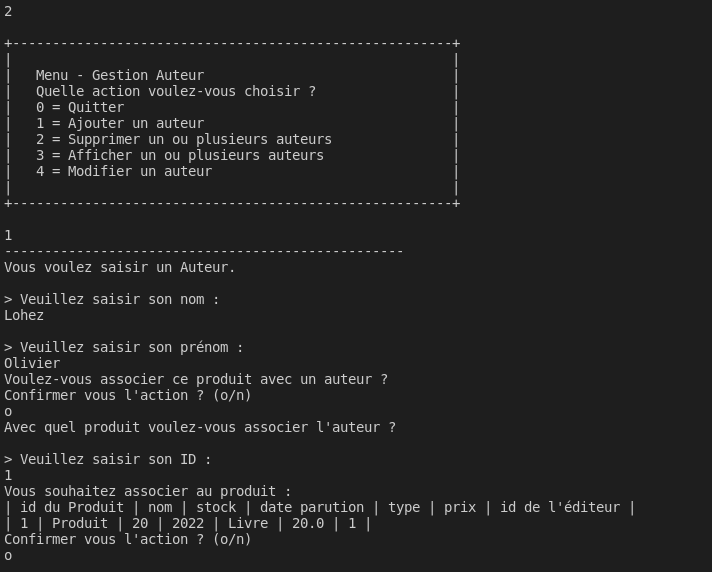 2
+-------------------------------------------------------+
|                                                       |
|   Menu - Gestion Auteur                               |
|   Quelle action voulez-vous choisir ?                 |
|   0 = Quitter                                         |
|   1 = Ajouter un auteur                               |
|   2 = Supprimer un ou plusieurs auteurs               |
|   3 = Afficher un ou plusieurs auteurs                |
|   4 = Modifier un auteur                              |
|                                                       |
+-------------------------------------------------------+
1
--------------------------------------------------
Vous voulez saisir un Auteur.
> Veuillez saisir son nom :
Lohez
> Veuillez saisir son prénom :
Olivier
Voulez-vous associer ce produit avec un auteur ?
Confirmer vous l'action ? (o/n)
o
Avec quel produit voulez-vous associer l'auteur ?
> Veuillez saisir son ID :
1
Vous souhaitez associer au produit :
| id du Produit | nom | stock | date parution | type | prix | id de l'éditeur |
| 1 | Produit | 20 | 2022 | Livre | 20.0 | 1 |
Confirmer vous l'action ? (o/n)
o